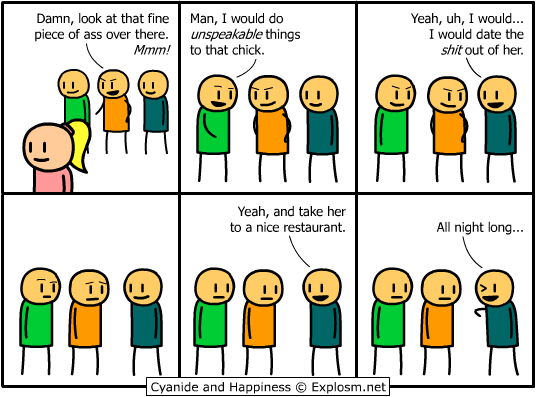 Damn, look at that fine
piece of ass over there.
Mmm!
Man, I would do
unspeakable things
to that chick.
Yeah, uh, I would...
I would date the
shit out of her.
Yeah, and take her
to a nice restaurant.
All night long...
Cyanide and Happiness © Explosm.net